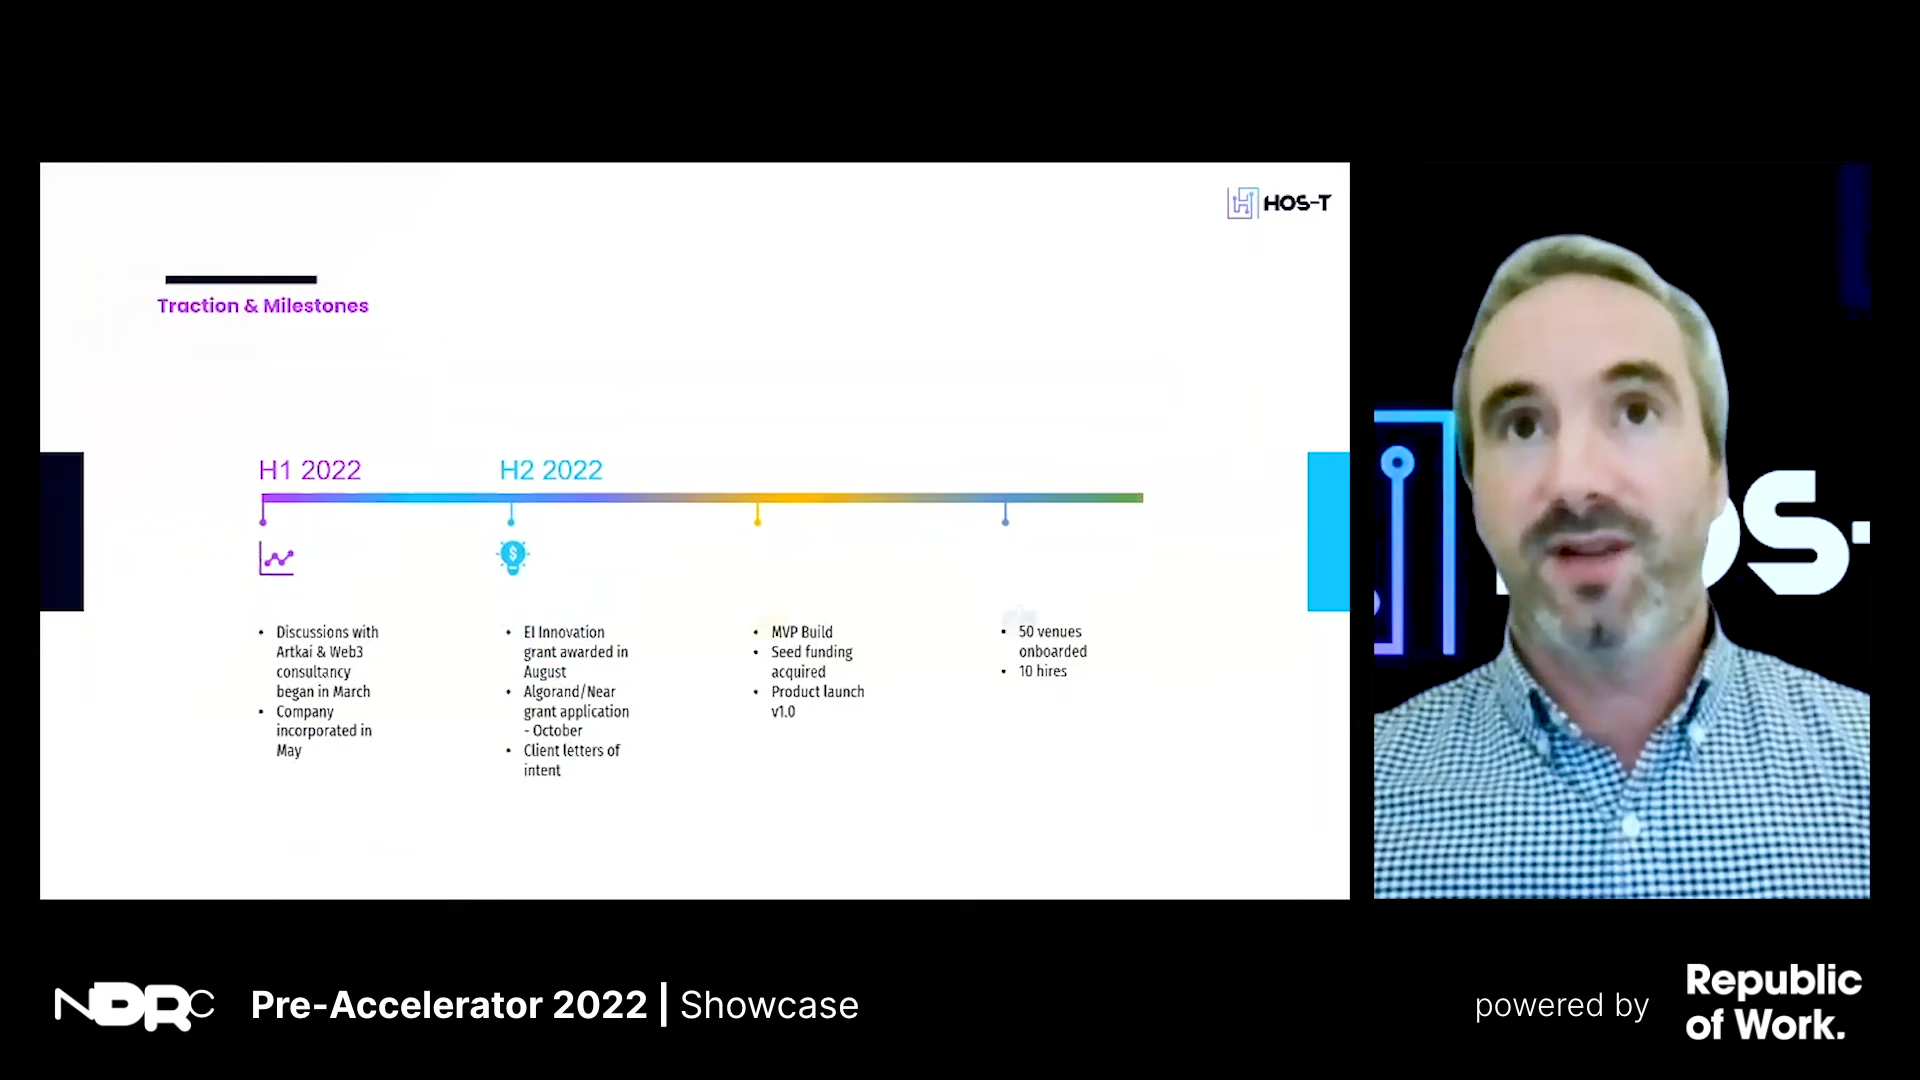 HOS-T
Traction & Milestones
H1 2022
H2 2022
• Discussions with
Artkai & Web3
consultancy
began in March
• Company
incorporated in
May
• EI Innovation
grant awarded in
August
• Algorand/Near
grant application
- October
• Client letters of
intent
• MVP Build
• Seed funding
acquired
• Product launch
v1.0
• 50 venues
onboarded
• 10 hires
OS-
NDRC
Pre-Accelerator 2022 | Showcase
powered by
Republic
of Work.